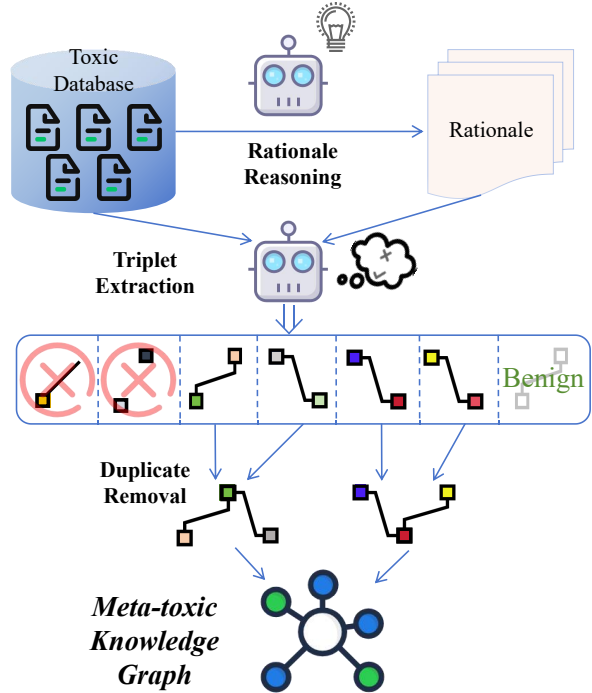 Toxic
Database
Rationale
Reasoning
Rationale
Triplet
Extraction
Benign
Duplicate
Removal
Meta-toxic
Knowledge
Graph